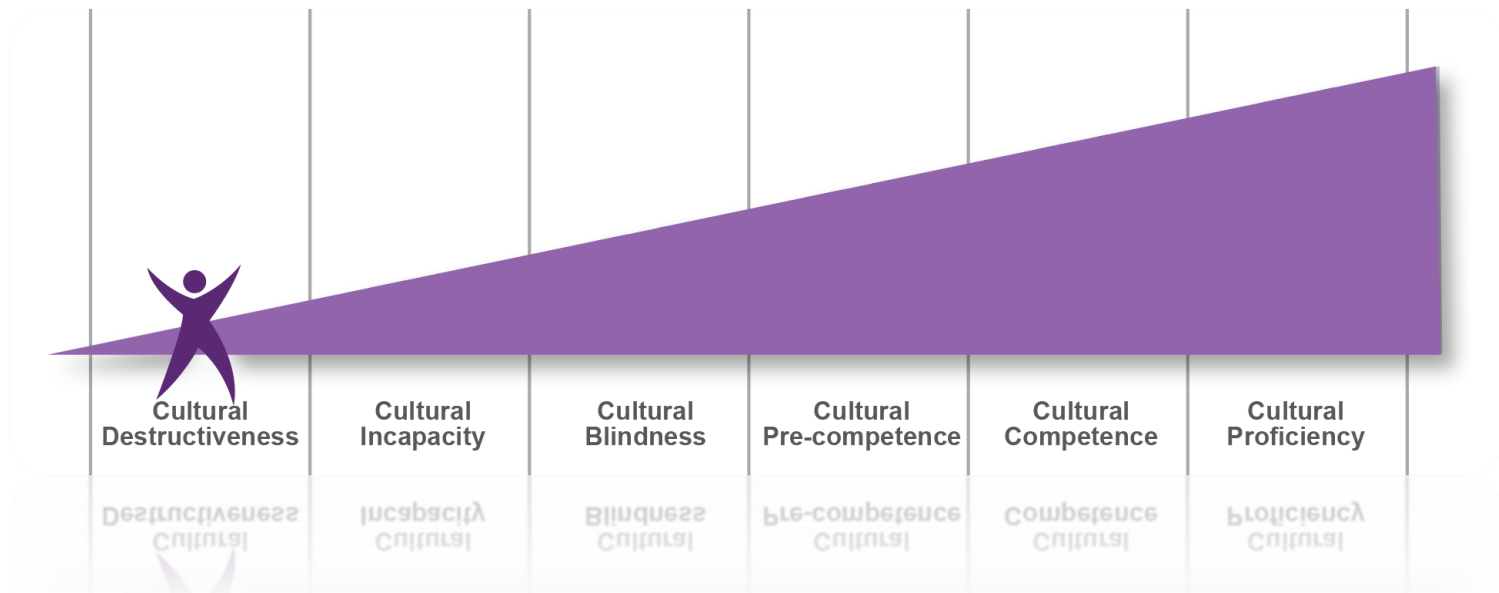 Cultural
Destructiveness
Cultural
Incapacity
Cultural
Blindness
Cultural
Pre-competence
Cultural
Competence
Cultural
Proficiency